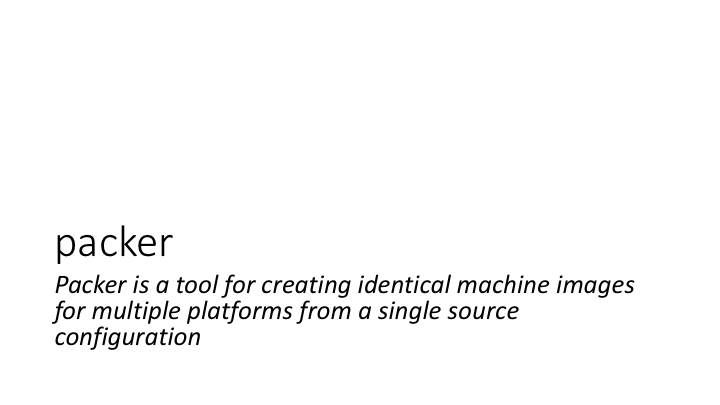 packer
Packer is a tool for creating identical machine images
for multiple platforms from a single source
configuration